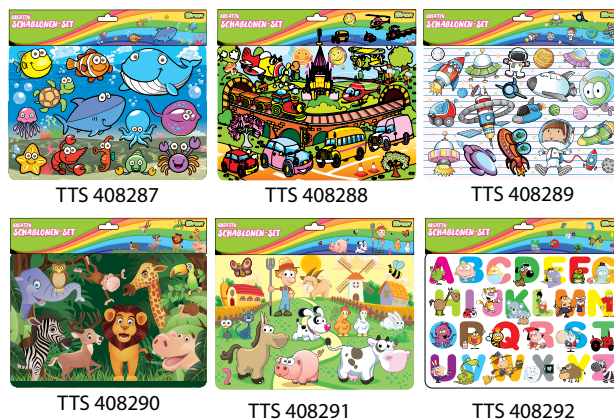 KREATIV
SCHABLONEN-SET
KREATIV
SCHABLONEN-SET
KREATIV
SCHABLONEN-SET
TTS 408287
TTS 408288
TTS 408289
KREATIV
SCHABLONEN-SET
KREATIV
SCHABLONEN-SET
KREATIV
SCHABLONEN-SET
A B C D E F G
H I J K L M N
O P Q R S T
U V W X Y Z
TTS 408290
TTS 408291
TTS 408292